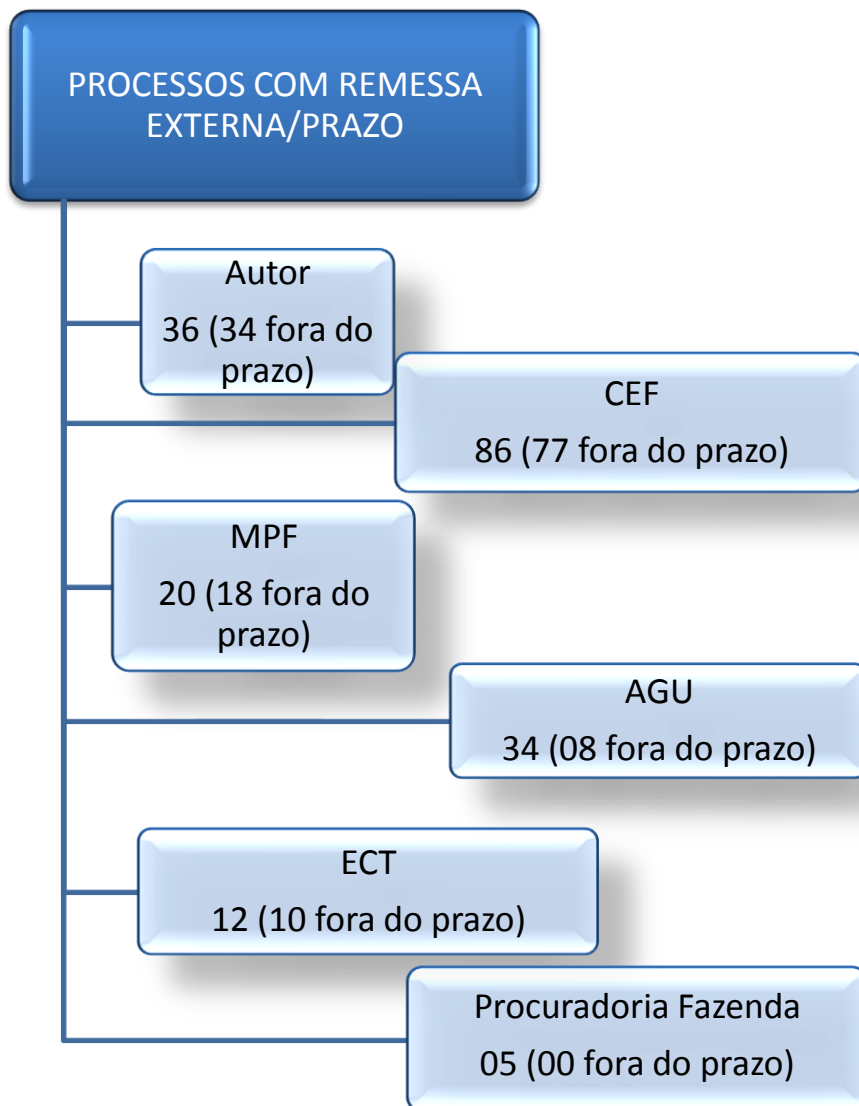 PROCESSOS COM REMESSA
EXTERNA/PRAZO
Autor
36 (34 fora do
prazo)
CEF
86 (77 fora do prazo)
MPF
20 (18 fora do
prazo)
AGU
34 (08 fora do prazo)
ECT
12 (10 fora do prazo)
Procuradoria Fazenda
05 (00 fora do prazo)